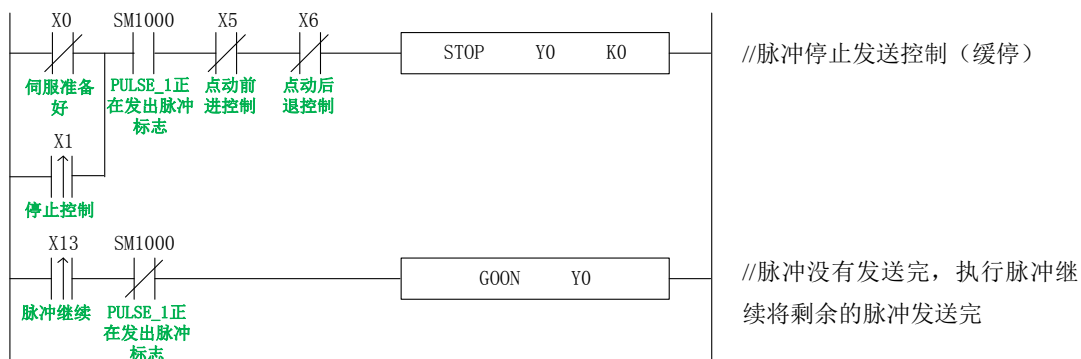 X0 SM1000 X5 X6
STOP Y0 K0
//脉冲停止发送控制（缓停）
伺服准备
好
PULSE_1正
在发出脉冲
标志
点动前
进控制
点动后
退控制
X1
停止控制
X13 SM1000
GOON Y0
//脉冲没有发送完，执行脉冲继
续将剩余的脉冲发送完
脉冲继续
PULSE_1正
在发出脉冲
标志